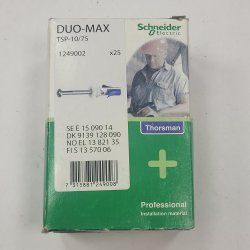 DUO-MAX
TSP-10/75
1249002 x25
Schneider
Electric
Thorsman
SE E 15 090 14
DK 9139 128 090
NO EL 13 821 35
FI S 13 570 06
7 315881 249008
Professional
Installation material